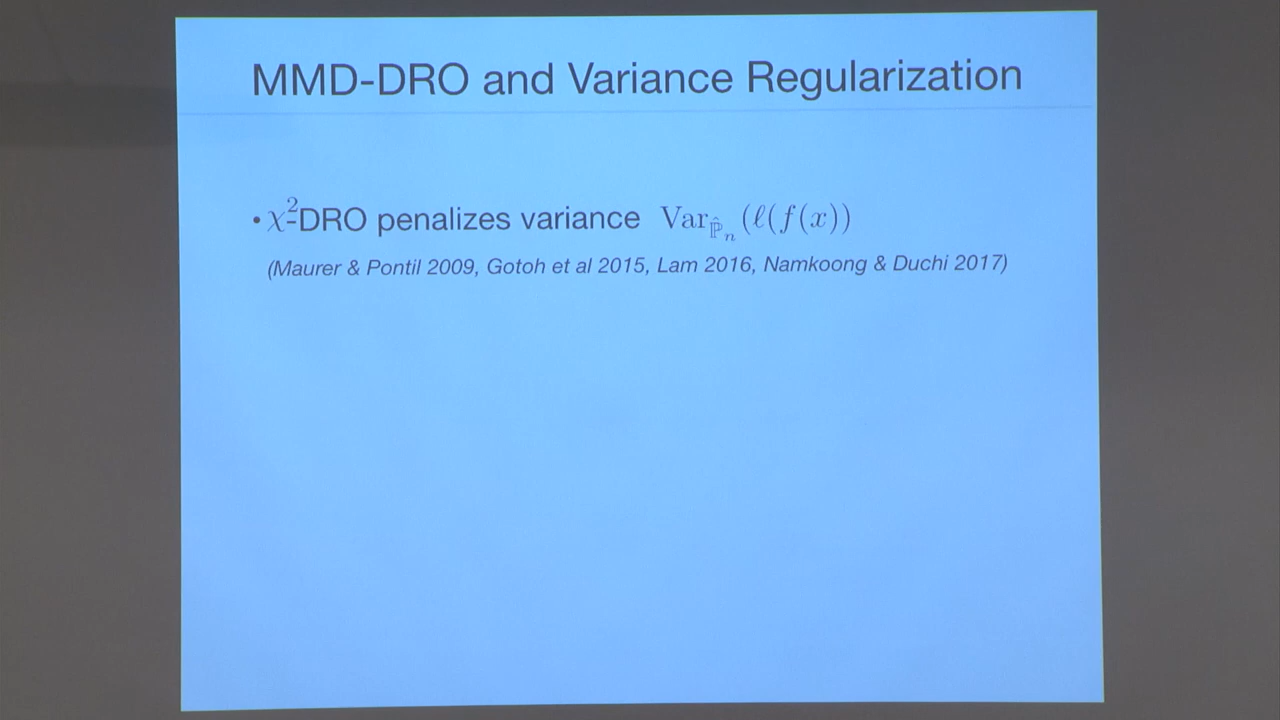 MMD-DRO and Variance Regularization
• χ²-DRO penalizes variance Var_{ℙ̂_n}(ℓ(f(x))
(Maurer & Pontil 2009, Gotoh et al 2015, Lam 2016, Namkoong & Duchi 2017)